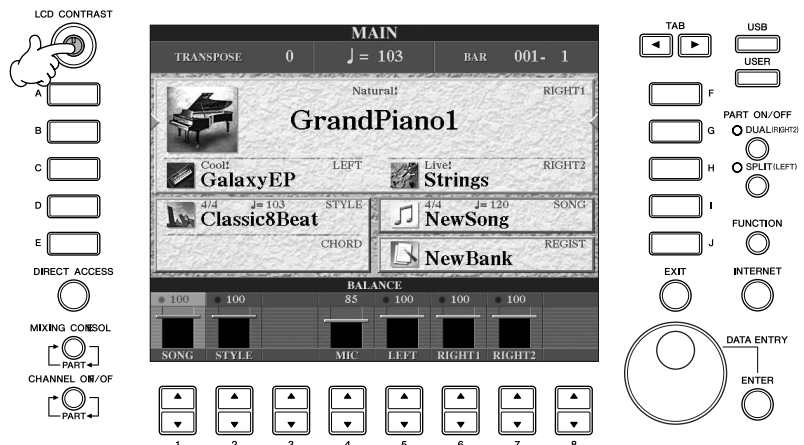 LCD CONTRAST
A
B
C
D
E
DIRECT ACCESS
MIXING CONSOL
PART
CHANNEL ON/OF
PART
MAIN
TRANSPOSE 0 ♩= 103 BAR 001- 1
Natural! RIGHT1
GrandPiano1
Cool! LEFT
GalaxyEP
Live! RIGHT2
Strings
4/4 ♩= 103 STYLE
Classic8Beat
CHORD
4/4 ♩= 120 SONG
NewSong
REGIST
NewBank
BALANCE
100 100 85 100 100 100
SONG STYLE MIC LEFT RIGHT1 RIGHT2
1 2 3 4 5 6 7 8
TAB
USB
USER
F
G
H
I
J
PART ON/OFF
DUAL(RIGHT2)
SPLIT(LEFT)
FUNCTION
EXIT
INTERNET
DATA ENTRY
ENTER